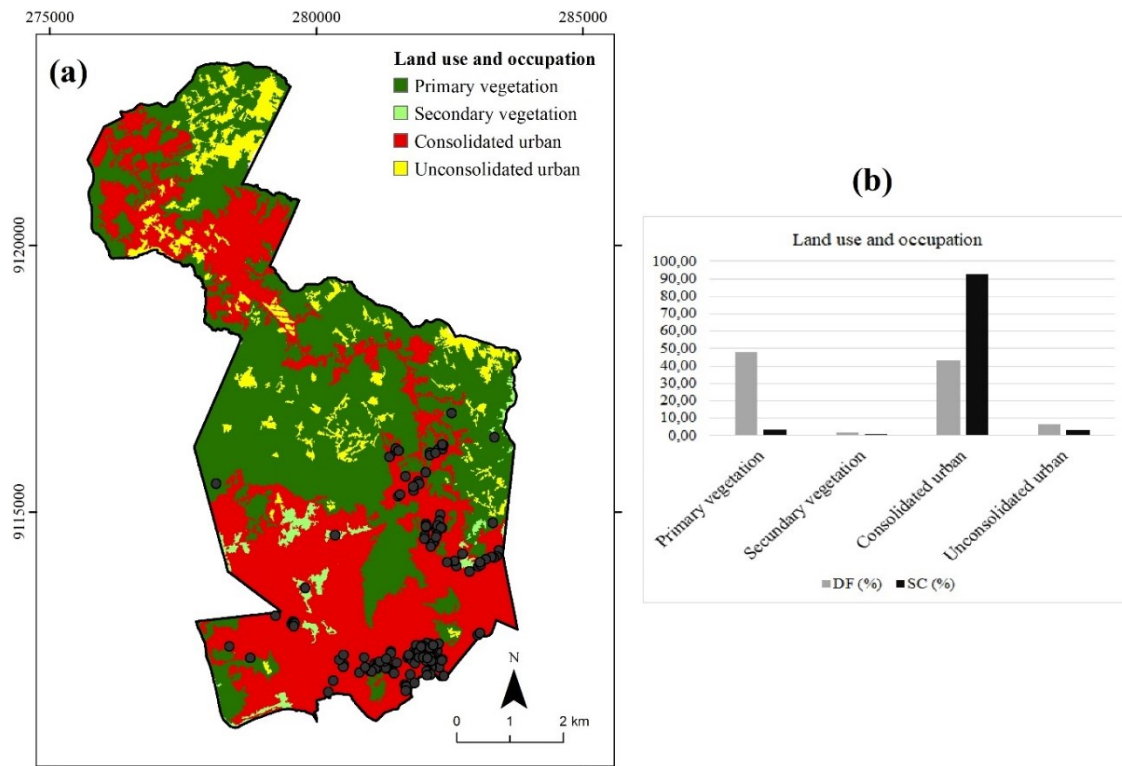 275000 280000 285000
(a)
Land use and occupation
Primary vegetation
Secondary vegetation
Consolidated urban
Unconsolidated urban
9120000
9115000
N
0 1 2 km
(b)
Land use and occupation
100,00
90,00
80,00
70,00
60,00
50,00
40,00
30,00
20,00
10,00
0,00
Primary vegetation
Secundary vegetation
Consolidated urban
Unconsolidated urban
DF (%) SC (%)